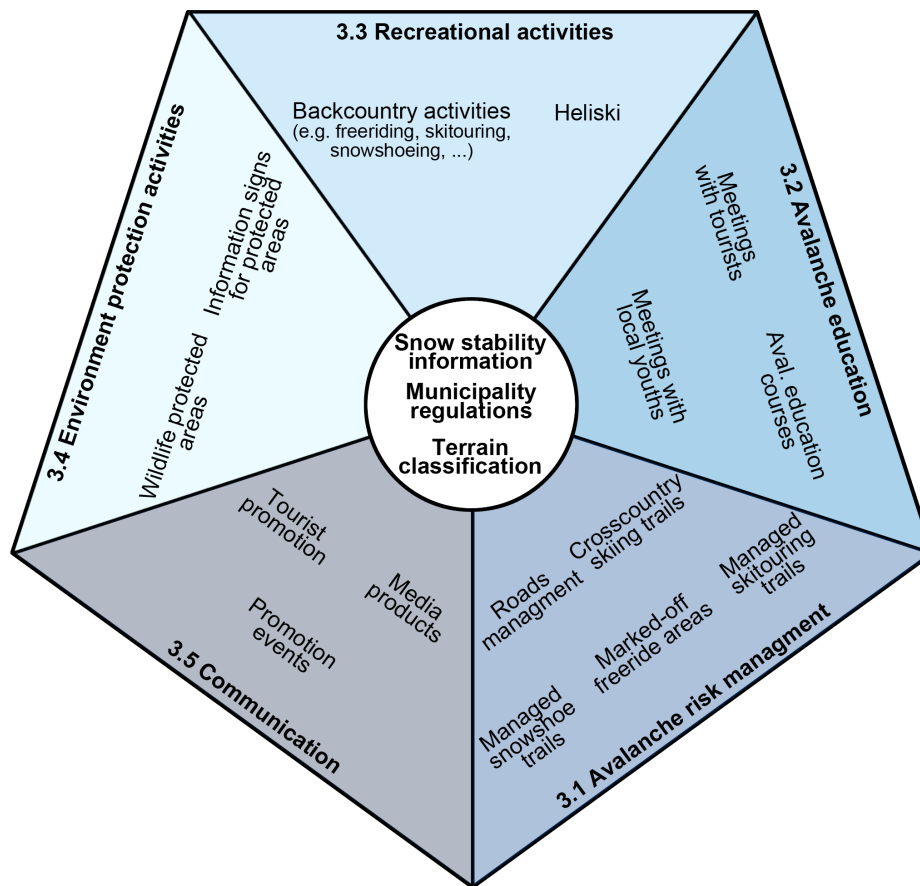 3.3 Recreational activities
Backcountry activities
(e.g. freeriding, skitouring,
snowshoeing, ...)
Heliski
3.2 Avalanche education
Meetings
with tourists
Meetings with
local youths
Aval. education
courses
3.4 Environment protection activities
Information signs
for protected
areas
Wildlife protected
areas
Snow stability
information
Municipality
regulations
Terrain
classification
3.5 Communication
Tourist
promotion
Media
products
Promotion
events
3.1 Avalanche risk managment
Roads
managment
Crosscountry
skiing trails
Managed
skitouring
trails
Marked-off
freeride areas
Managed
snowshoe
trails